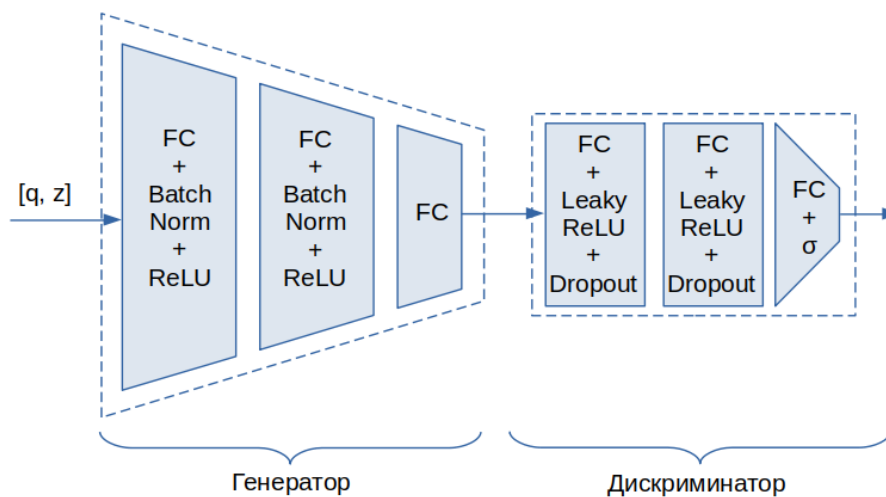 [q, z]
FC
+
Batch
Norm
+
ReLU
FC
+
Batch
Norm
+
ReLU
FC
FC
+
Leaky
ReLU
+
Dropout
FC
+
Leaky
ReLU
+
Dropout
FC
+
σ
Генератор
Дискриминатор